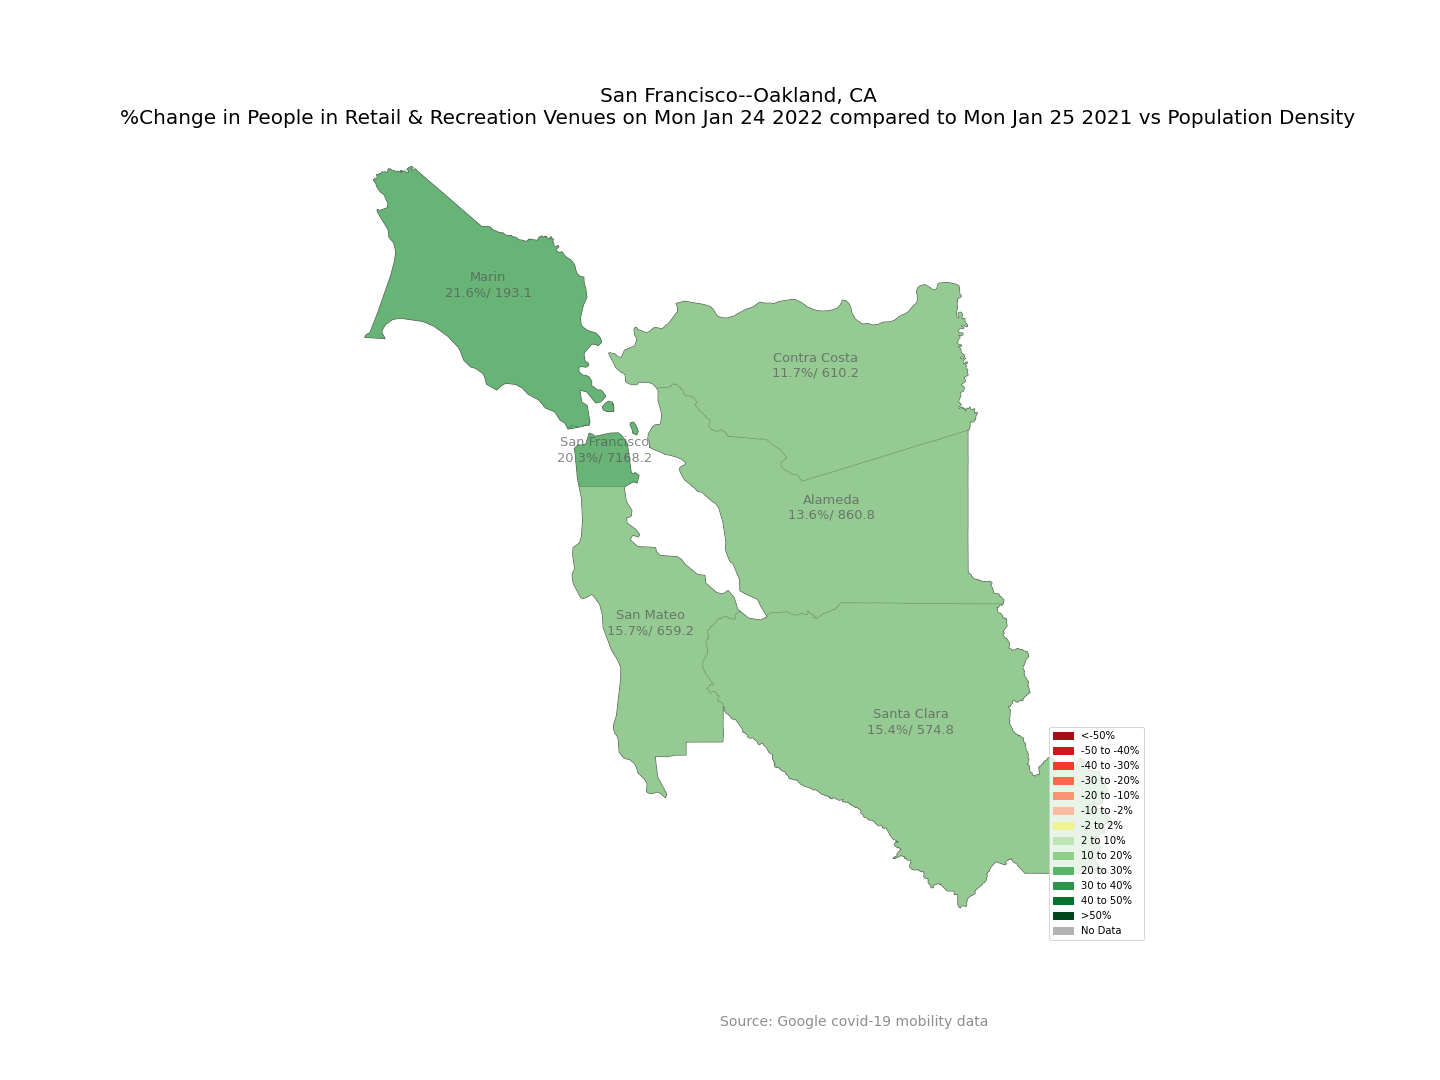 San Francisco--Oakland, CA
%Change in People in Retail & Recreation Venues on Mon Jan 24 2022 compared to Mon Jan 25 2021 vs Population Density
Marin
21.6%/ 193.1
Contra Costa
11.7%/ 610.2
San Francisco
20.3%/ 7168.2
Alameda
13.6%/ 860.8
San Mateo
15.7%/ 659.2
Santa Clara
15.4%/ 574.8
<-50%
-50 to -40%
-40 to -30%
-30 to -20%
-20 to -10%
-10 to -2%
-2 to 2%
2 to 10%
10 to 20%
20 to 30%
30 to 40%
40 to 50%
>50%
No Data
Source: Google covid-19 mobility data